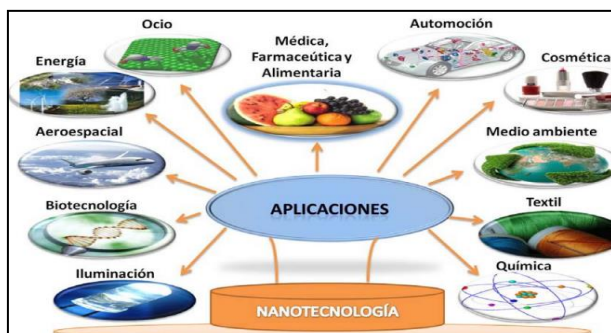 Ocio
Automoción
Energía
Médica,
Farmaceútica y
Alimentaria
Cosmética
Aeroespacial
Medio ambiente
Biotecnología
APLICACIONES
Textil
Iluminación
Química
NANOTECNOLOGÍA